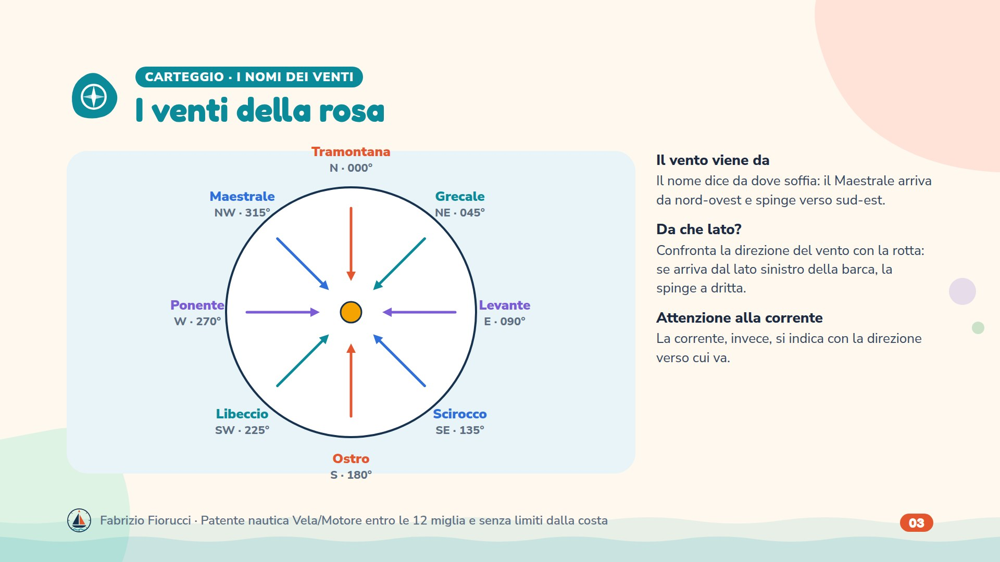 CARTEGGIO · I NOMI DEI VENTI
I venti della rosa
Tramontana
N · 000°
Maestrale
NW · 315°
Grecale
NE · 045°
Ponente
W · 270°
Levante
E · 090°
Libeccio
SW · 225°
Scirocco
SE · 135°
Ostro
S · 180°
Il vento viene da
Il nome dice da dove soffia: il Maestrale arriva
da nord-ovest e spinge verso sud-est.
Da che lato?
Confronta la direzione del vento con la rotta:
se arriva dal lato sinistro della barca, la
spinge a dritta.
Attenzione alla corrente
La corrente, invece, si indica con la direzione
verso cui va.
Fabrizio Fiorucci · Patente nautica Vela/Motore entro le 12 miglia e senza limiti dalla costa
03